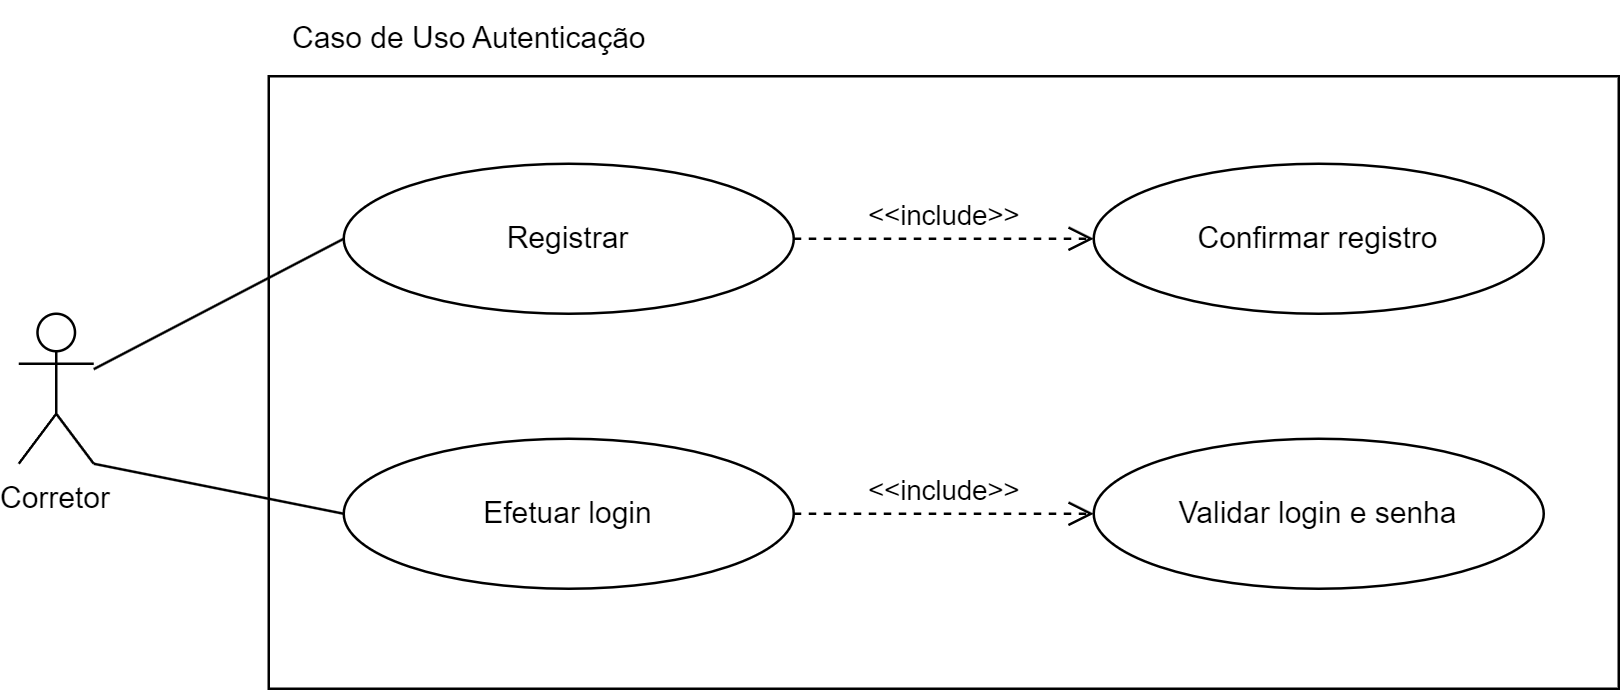 Caso de Uso Autenticação
Registrar
<<include>>
Confirmar registro
Corretor
Efetuar login
<<include>>
Validar login e senha